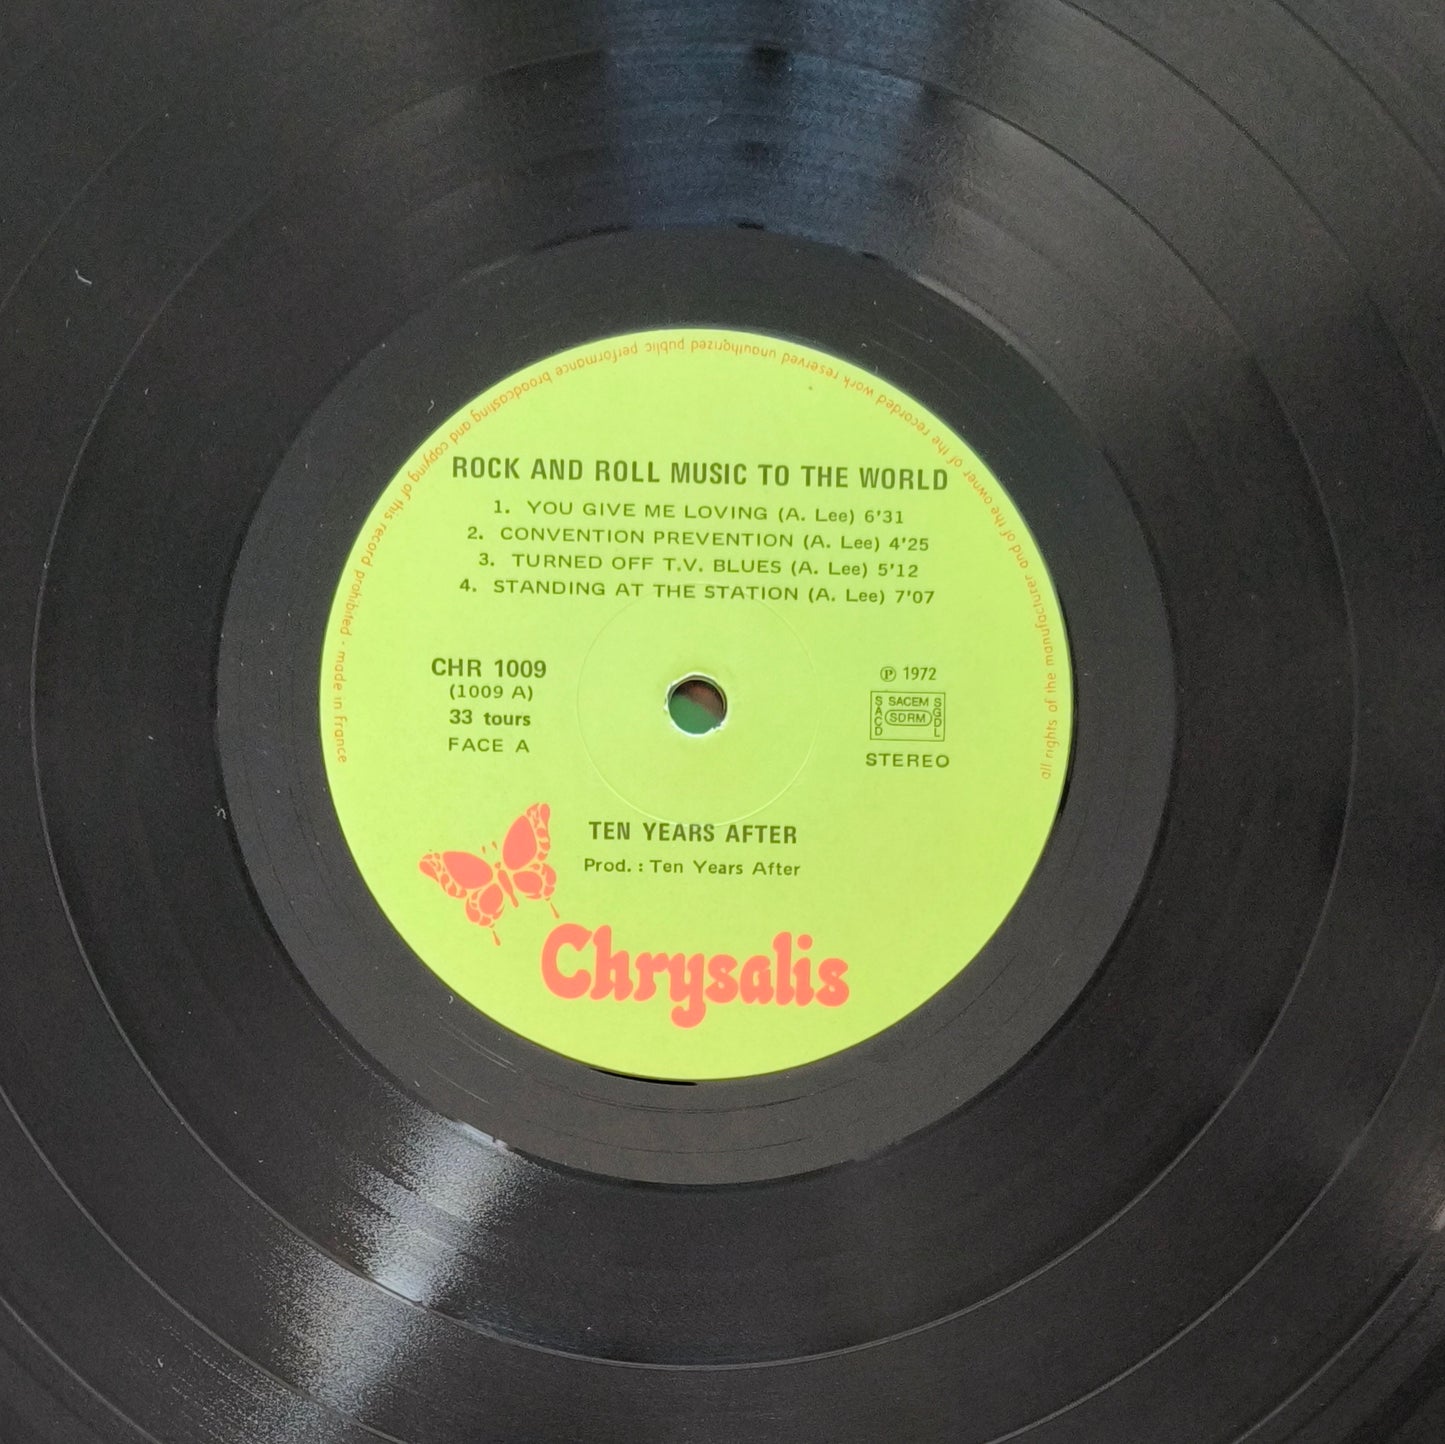 all rights of the manufacturer and of the owner of the recorded work reserved unauthorized public performance broadcasting and copying of this record prohibited - made in france
ROCK AND ROLL MUSIC TO THE WORLD
1. YOU GIVE ME LOVING (A. Lee) 6'31
2. CONVENTION PREVENTION (A. Lee) 4'25
3. TURNED OFF T.V. BLUES (A. Lee) 5'12
4. STANDING AT THE STATION (A. Lee) 7'07
CHR 1009
(1009 A)
33 tours
FACE A
℗ 1972
SACEM
SACD
SDRM
SGDL
STEREO
TEN YEARS AFTER
Prod. : Ten Years After
Chrysalis